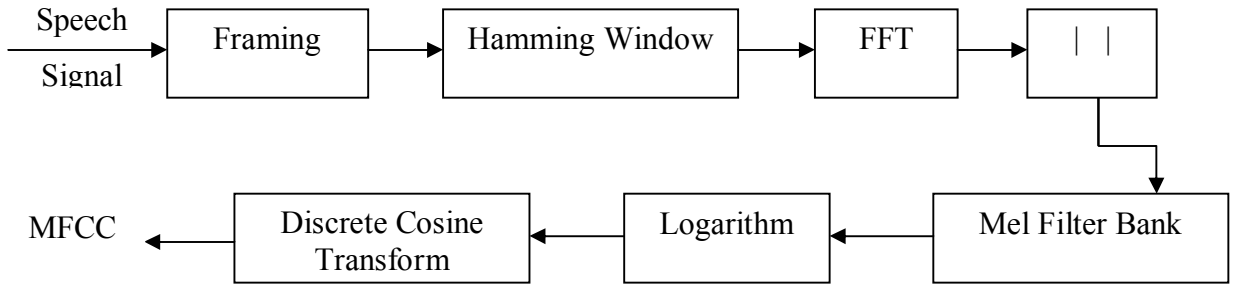 Speech
Signal
Framing
Hamming Window
FFT
| |
Mel Filter Bank
Logarithm
Discrete Cosine
Transform
MFCC